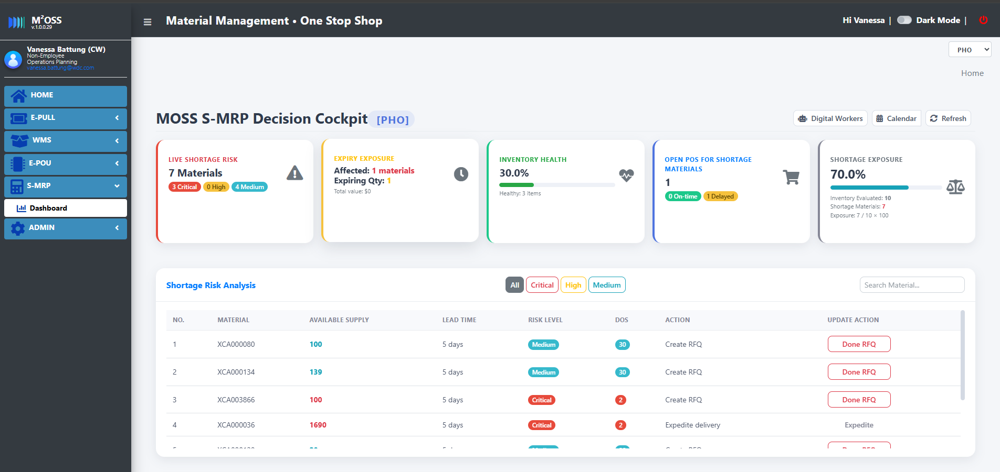 M²OSS
v.1.0.0.29
Material Management • One Stop Shop
Hi Vanessa | Dark Mode |
Vanessa Battung (CW)
Non-Employee
Operations Planning
vanessa.battung@wdc.com
HOME
E-PULL
WMS
E-POU
S-MRP
Dashboard
ADMIN
PHO
Home
MOSS S-MRP Decision Cockpit [PHO]
Digital Workers
Calendar
Refresh
LIVE SHORTAGE RISK
7 Materials
3 Critical 0 High 4 Medium
EXPIRY EXPOSURE
Affected: 1 materials
Expiring Qty: 1
Total value: $0
INVENTORY HEALTH
30.0%
Healthy: 3 items
OPEN POS FOR SHORTAGE
MATERIALS
1
0 On-time 1 Delayed
SHORTAGE EXPOSURE
70.0%
Inventory Evaluated: 10
Shortage Materials: 7
Exposure: 7 / 10 × 100
Shortage Risk Analysis
All Critical High Medium
Search Material...
NO. MATERIAL AVAILABLE SUPPLY LEAD TIME RISK LEVEL DOS ACTION UPDATE ACTION
1 XCA000080 100 5 days Medium 30 Create RFQ Done RFQ
2 XCA000134 139 5 days Medium 30 Create RFQ Done RFQ
3 XCA003866 100 5 days Critical 2 Create RFQ Done RFQ
4 XCA000036 1690 5 days Critical 2 Expedite delivery Expedite